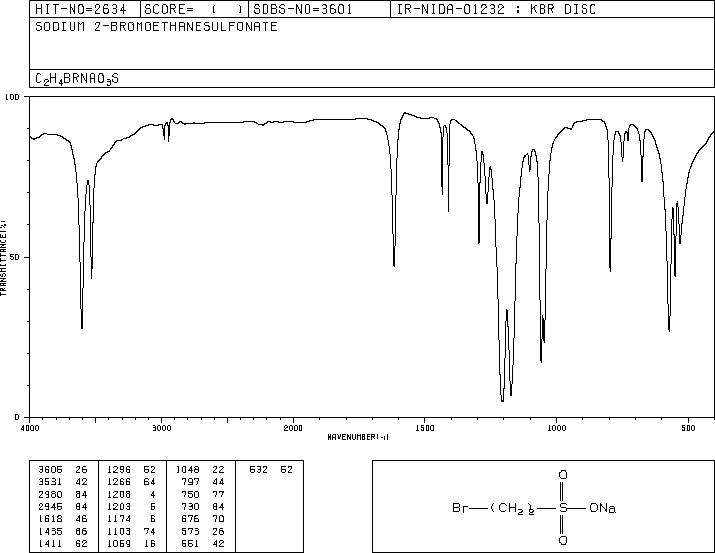 HIT-NO=2634 SCORE= ( ) SDBS-NO=3601 IR-NIDA-01232 : KBR DISC
SODIUM 2-BROMOETHANESULFONATE
C2H4BRNAO3S
100
50
0
TRANSMITTANCE(%)
4000 3000 2000 1500 1000 500
WAVENUMBER(-1)
3605 26 1296 52 1048 22 532 52
3531 42 1266 64 797 44
2980 84 1208 4 750 77
2945 84 1203 5 730 84
1618 46 1174 6 676 70
1435 66 1103 74 573 26
1411 62 1059 16 551 42
O
Br—(CH2)2—S—ONa
O